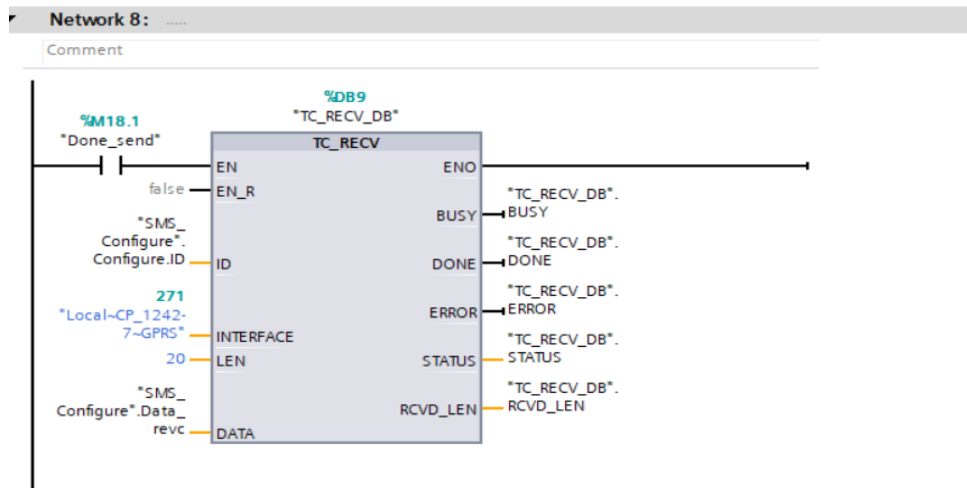 Network 8: .....
Comment
%DB9
"TC_RECV_DB"
%M18.1
"Done_send"
TC_RECV
EN
ENO
false
EN_R
"TC_RECV_DB".
BUSY
BUSY
"SMS_
Configure".
Configure.ID
ID
"TC_RECV_DB".
DONE
DONE
271
"Local~CP_1242-
7~GPRS"
INTERFACE
"TC_RECV_DB".
ERROR
ERROR
20
LEN
"TC_RECV_DB".
STATUS
STATUS
"SMS_
Configure".Data_
revc
DATA
"TC_RECV_DB".
RCVD_LEN
RCVD_LEN